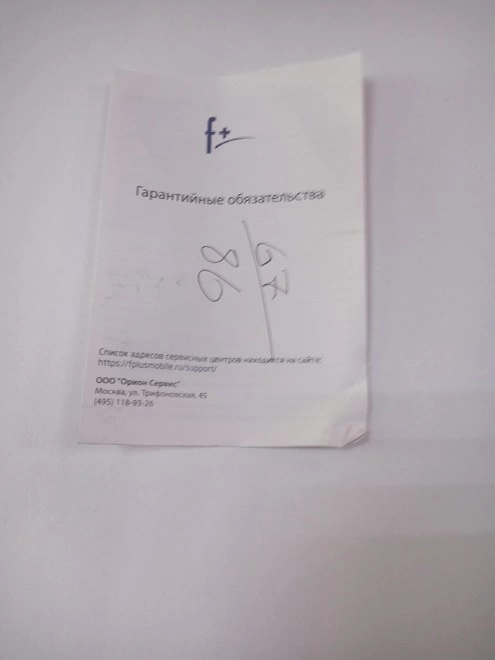 f+
Гарантийные обязательства
67
86
Список адресов сервисных центров находится на сайте:
https://fplusmobile.ru/support/
ООО "Орион Сервис"
Москва, ул. Трифоновская, 45
(495) 118-93-26